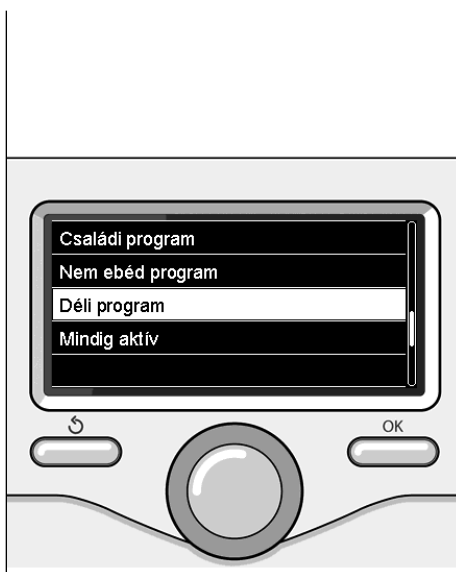 Családi program
Nem ebéd program
Déli program
Mindig aktív
OK